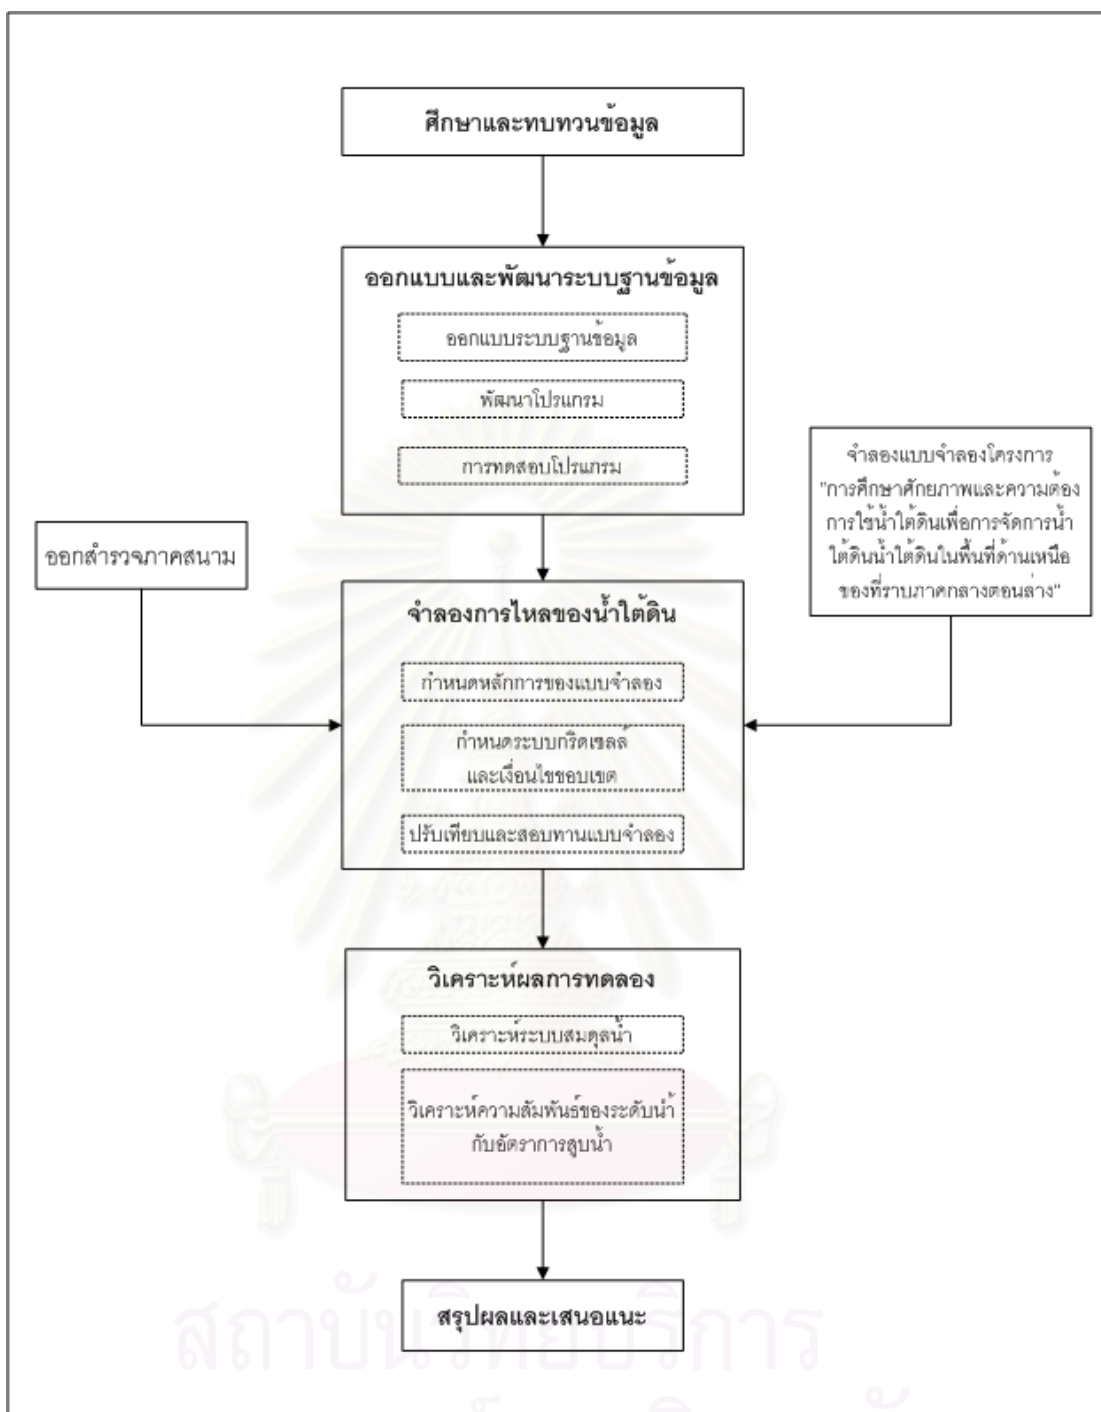 ศึกษาและทบทวนข้อมูล
ออกแบบและพัฒนาระบบฐานข้อมูล
ออกแบบระบบฐานข้อมูล
พัฒนาโปรแกรม
การทดสอบโปรแกรม
ออกสำรวจภาคสนาม
จำลองแบบจำลองโครงการ
"การศึกษาศักยภาพและความต้อง
การใช้น้ำใต้ดินเพื่อการจัดการน้ำ
ใต้ดินน้ำใต้ดินในพื้นที่ด้านเหนือ
ของที่ราบภาคกลางตอนล่าง"
จำลองการไหลของน้ำใต้ดิน
กำหนดหลักการของแบบจำลอง
กำหนดระบบกริดเซลล์
และเงื่อนไขขอบเขต
ปรับเทียบและสอบทานแบบจำลอง
วิเคราะห์ผลการทดลอง
วิเคราะห์ระบบสมดุลน้ำ
วิเคราะห์ความสัมพันธ์ของระดับน้ำ
กับอัตราการสูบน้ำ
สรุปผลและเสนอแนะ
สถาบันวิทยบริการ